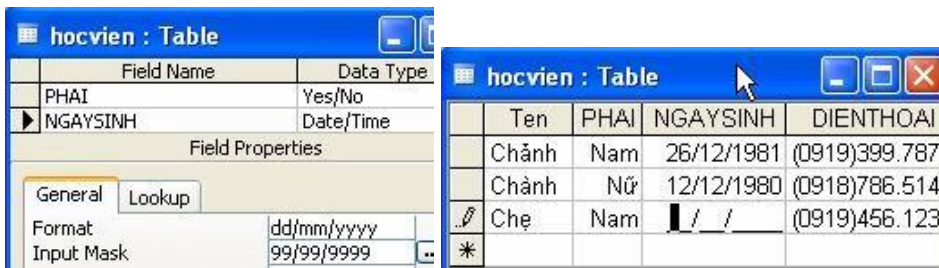 hocvien : Table
Field Name Data Type
PHAI Yes/No
NGAYSINH Date/Time
Field Properties
General Lookup
Format dd/mm/yyyy
Input Mask 99/99/9999 ...
hocvien : Table
Ten PHAI NGAYSINH DIENTHOAI
Chảnh Nam 26/12/1981 (0919)399.787
Chành Nữ 12/12/1980 (0918)786.514
Chẹ Nam _/_/____ (0919)456.123